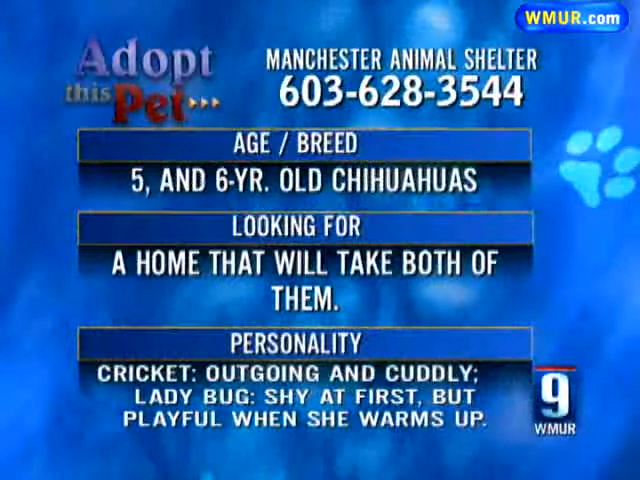 WMUR.com
Adopt
this
Pet
MANCHESTER ANIMAL SHELTER
603-628-3544
AGE / BREED
5, AND 6-YR. OLD CHIHUAHUAS
LOOKING FOR
A HOME THAT WILL TAKE BOTH OF
THEM.
PERSONALITY
CRICKET: OUTGOING AND CUDDLY;
LADY BUG: SHY AT FIRST, BUT
PLAYFUL WHEN SHE WARMS UP.
9
WMUR